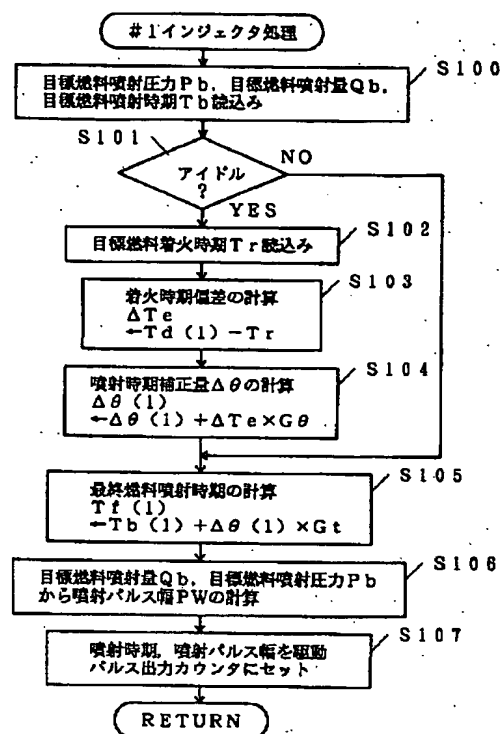 #1インジェクタ処理
S100
目標燃料噴射圧力Pb,目標燃料噴射量Qb,
目標燃料噴射時期Tb読込み
S101
アイドル
?
NO
YES
S102
目標燃料着火時期Tr読込み
S103
着火時期偏差の計算
ΔTe
←Td(1)-Tr
S104
噴射時期補正量Δθの計算
Δθ(1)
←Δθ(1)+ΔTe×Gθ
S105
最終燃料噴射時期の計算
Tf(1)
←Tb(1)+Δθ(1)×Gt
S106
目標燃料噴射量Qb,目標燃料噴射圧力Pb
から噴射パルス幅PWの計算
S107
噴射時期,噴射パルス幅を駆動
パルス出力カウンタにセット
RETURN